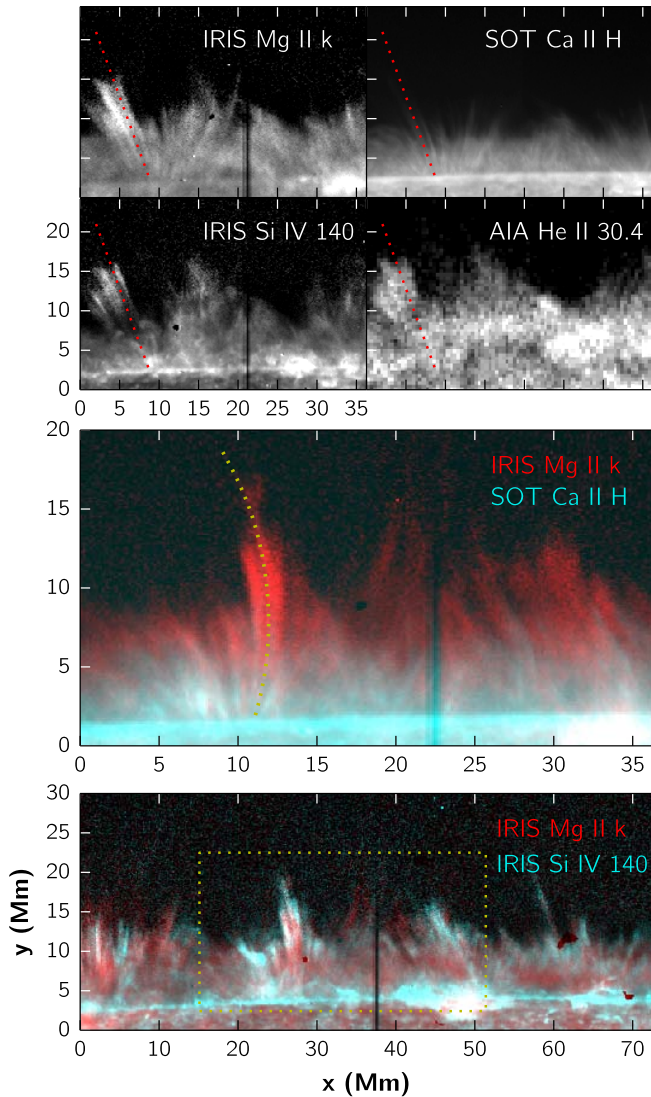 IRIS Mg II k
SOT Ca II H
20
15
10
5
0
IRIS Si IV 140
AIA He II 30.4
0 5 10 15 20 25 30 35
20
15
10
5
0
IRIS Mg II k
SOT Ca II H
0 5 10 15 20 25 30 35
30
25
20
15
10
5
0
y (Mm)
IRIS Mg II k
IRIS Si IV 140
0 10 20 30 40 50 60 70
x (Mm)